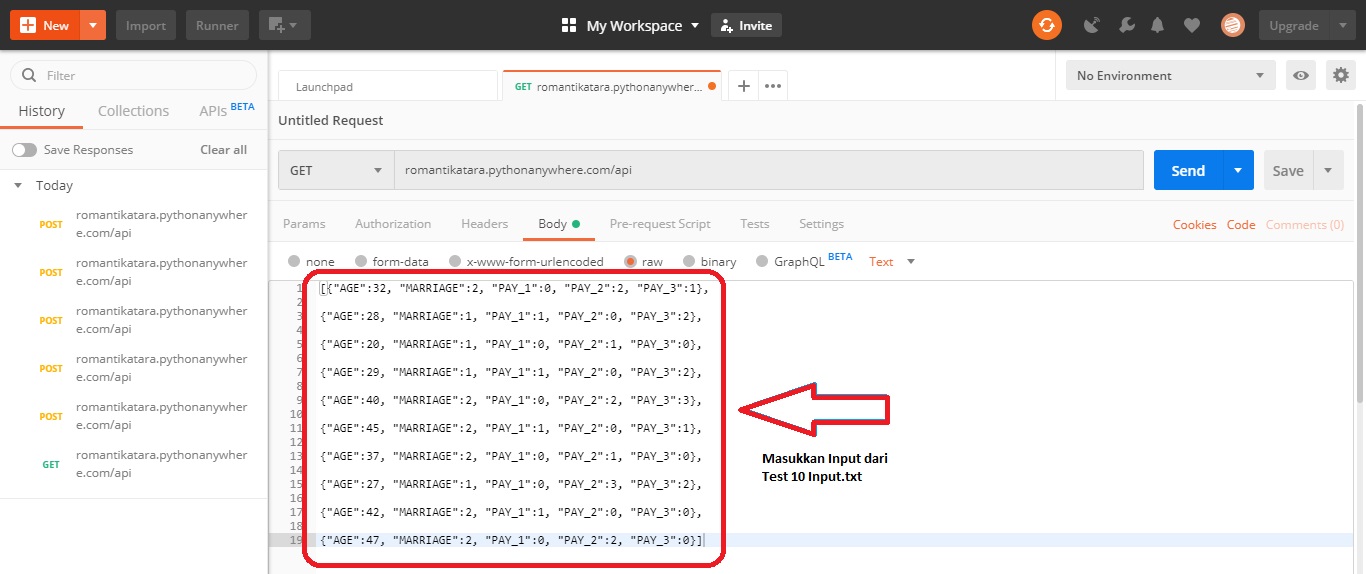 New Import Runner My Workspace Invite Upgrade
Filter
History Collections APIs BETA
Save Responses Clear all
Today
POST romantikatara.pythonanywher
e.com/api
POST romantikatara.pythonanywher
e.com/api
POST romantikatara.pythonanywher
e.com/api
POST romantikatara.pythonanywher
e.com/api
POST romantikatara.pythonanywher
e.com/api
GET romantikatara.pythonanywher
e.com/api
Launchpad GET romantikatara.pythonanywher... No Environment
Untitled Request
GET romantikatara.pythonanywhere.com/api Send Save
Params Authorization Headers Body Pre-request Script Tests Settings Cookies Code Comments (0)
none form-data x-www-form-urlencoded raw binary GraphQL BETA Text
1 [{"AGE":32, "MARRIAGE":2, "PAY_1":0, "PAY_2":2, "PAY_3":1},
2
3 {"AGE":28, "MARRIAGE":1, "PAY_1":1, "PAY_2":0, "PAY_3":2},
4
5 {"AGE":20, "MARRIAGE":1, "PAY_1":0, "PAY_2":1, "PAY_3":0},
6
7 {"AGE":29, "MARRIAGE":1, "PAY_1":1, "PAY_2":0, "PAY_3":2},
8
9 {"AGE":40, "MARRIAGE":2, "PAY_1":0, "PAY_2":2, "PAY_3":3},
10
11 {"AGE":45, "MARRIAGE":2, "PAY_1":1, "PAY_2":0, "PAY_3":1},
12
13 {"AGE":37, "MARRIAGE":2, "PAY_1":0, "PAY_2":1, "PAY_3":0},
14
15 {"AGE":27, "MARRIAGE":1, "PAY_1":0, "PAY_2":3, "PAY_3":2},
16
17 {"AGE":42, "MARRIAGE":2, "PAY_1":1, "PAY_2":0, "PAY_3":0},
18
19 {"AGE":47, "MARRIAGE":2, "PAY_1":0, "PAY_2":2, "PAY_3":0}]
Masukkan Input dari
Test 10 Input.txt